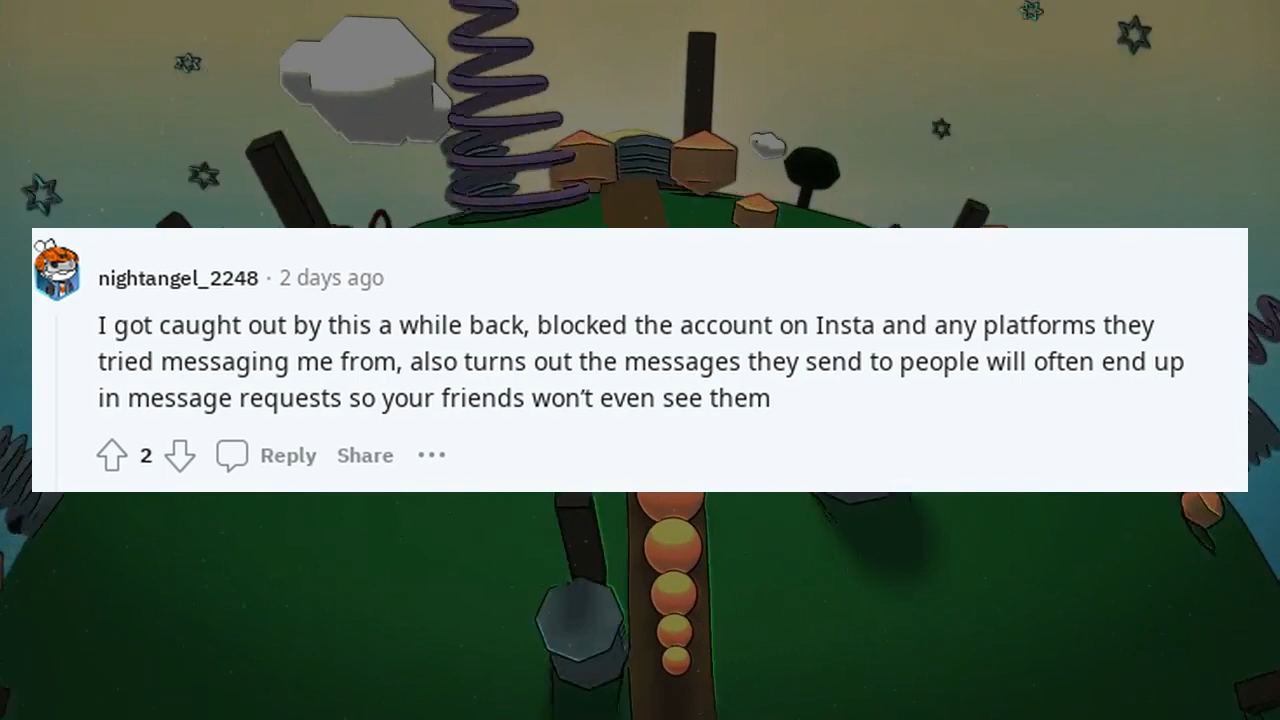 nightangel_2248 · 2 days ago
I got caught out by this a while back, blocked the account on Insta and any platforms they
tried messaging me from, also turns out the messages they send to people will often end up
in message requests so your friends won’t even see them
2 Reply Share ···